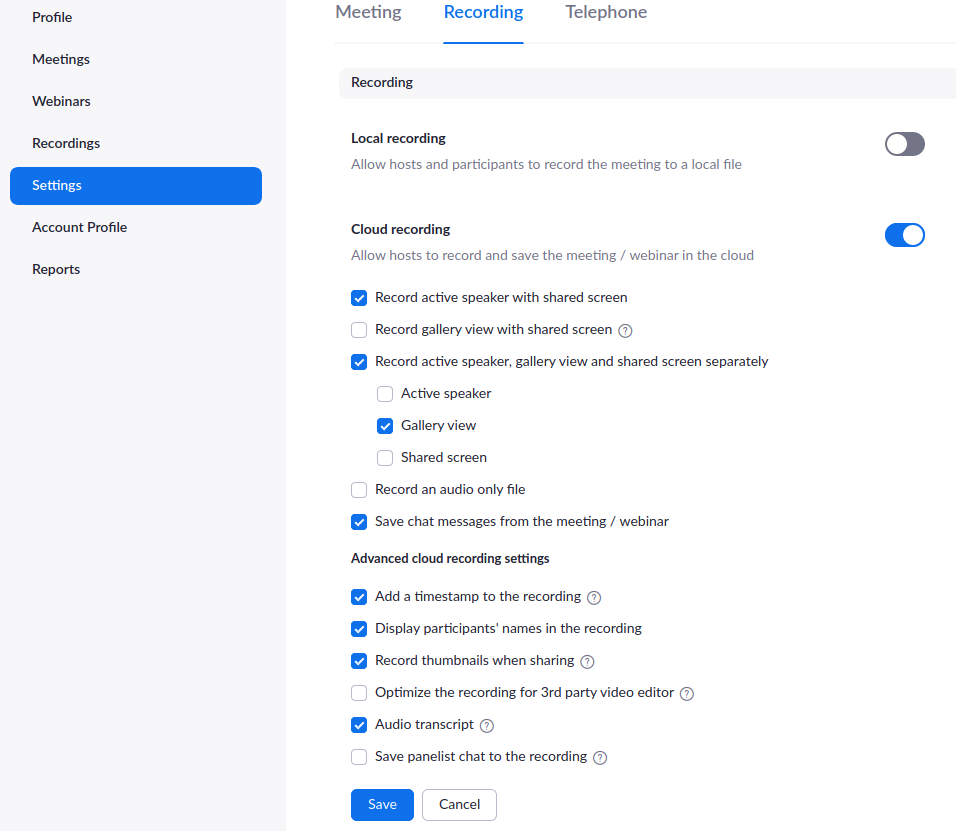 Profile
Meetings
Webinars
Recordings
Settings
Account Profile
Reports
Meeting
Recording
Telephone
Recording
Local recording
Allow hosts and participants to record the meeting to a local file
Cloud recording
Allow hosts to record and save the meeting / webinar in the cloud
Record active speaker with shared screen
Record gallery view with shared screen ?
Record active speaker, gallery view and shared screen separately
Active speaker
Gallery view
Shared screen
Record an audio only file
Save chat messages from the meeting / webinar
Advanced cloud recording settings
Add a timestamp to the recording ?
Display participants' names in the recording
Record thumbnails when sharing ?
Optimize the recording for 3rd party video editor ?
Audio transcript ?
Save panelist chat to the recording ?
Save
Cancel